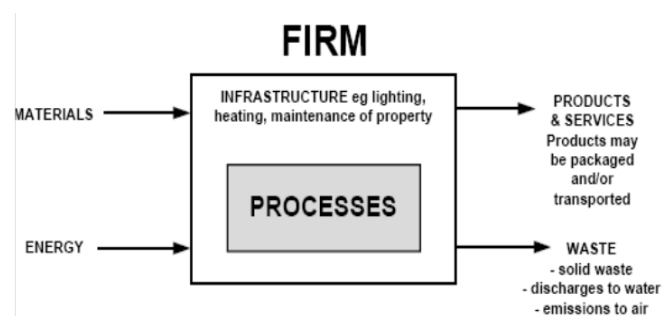 FIRM
INFRASTRUCTURE eg lighting,
heating, maintenance of property
MATERIALS
PROCESSES
ENERGY
PRODUCTS
& SERVICES
Products may
be packaged
and/or
transported
WASTE
- solid waste
- discharges to water
- emissions to air